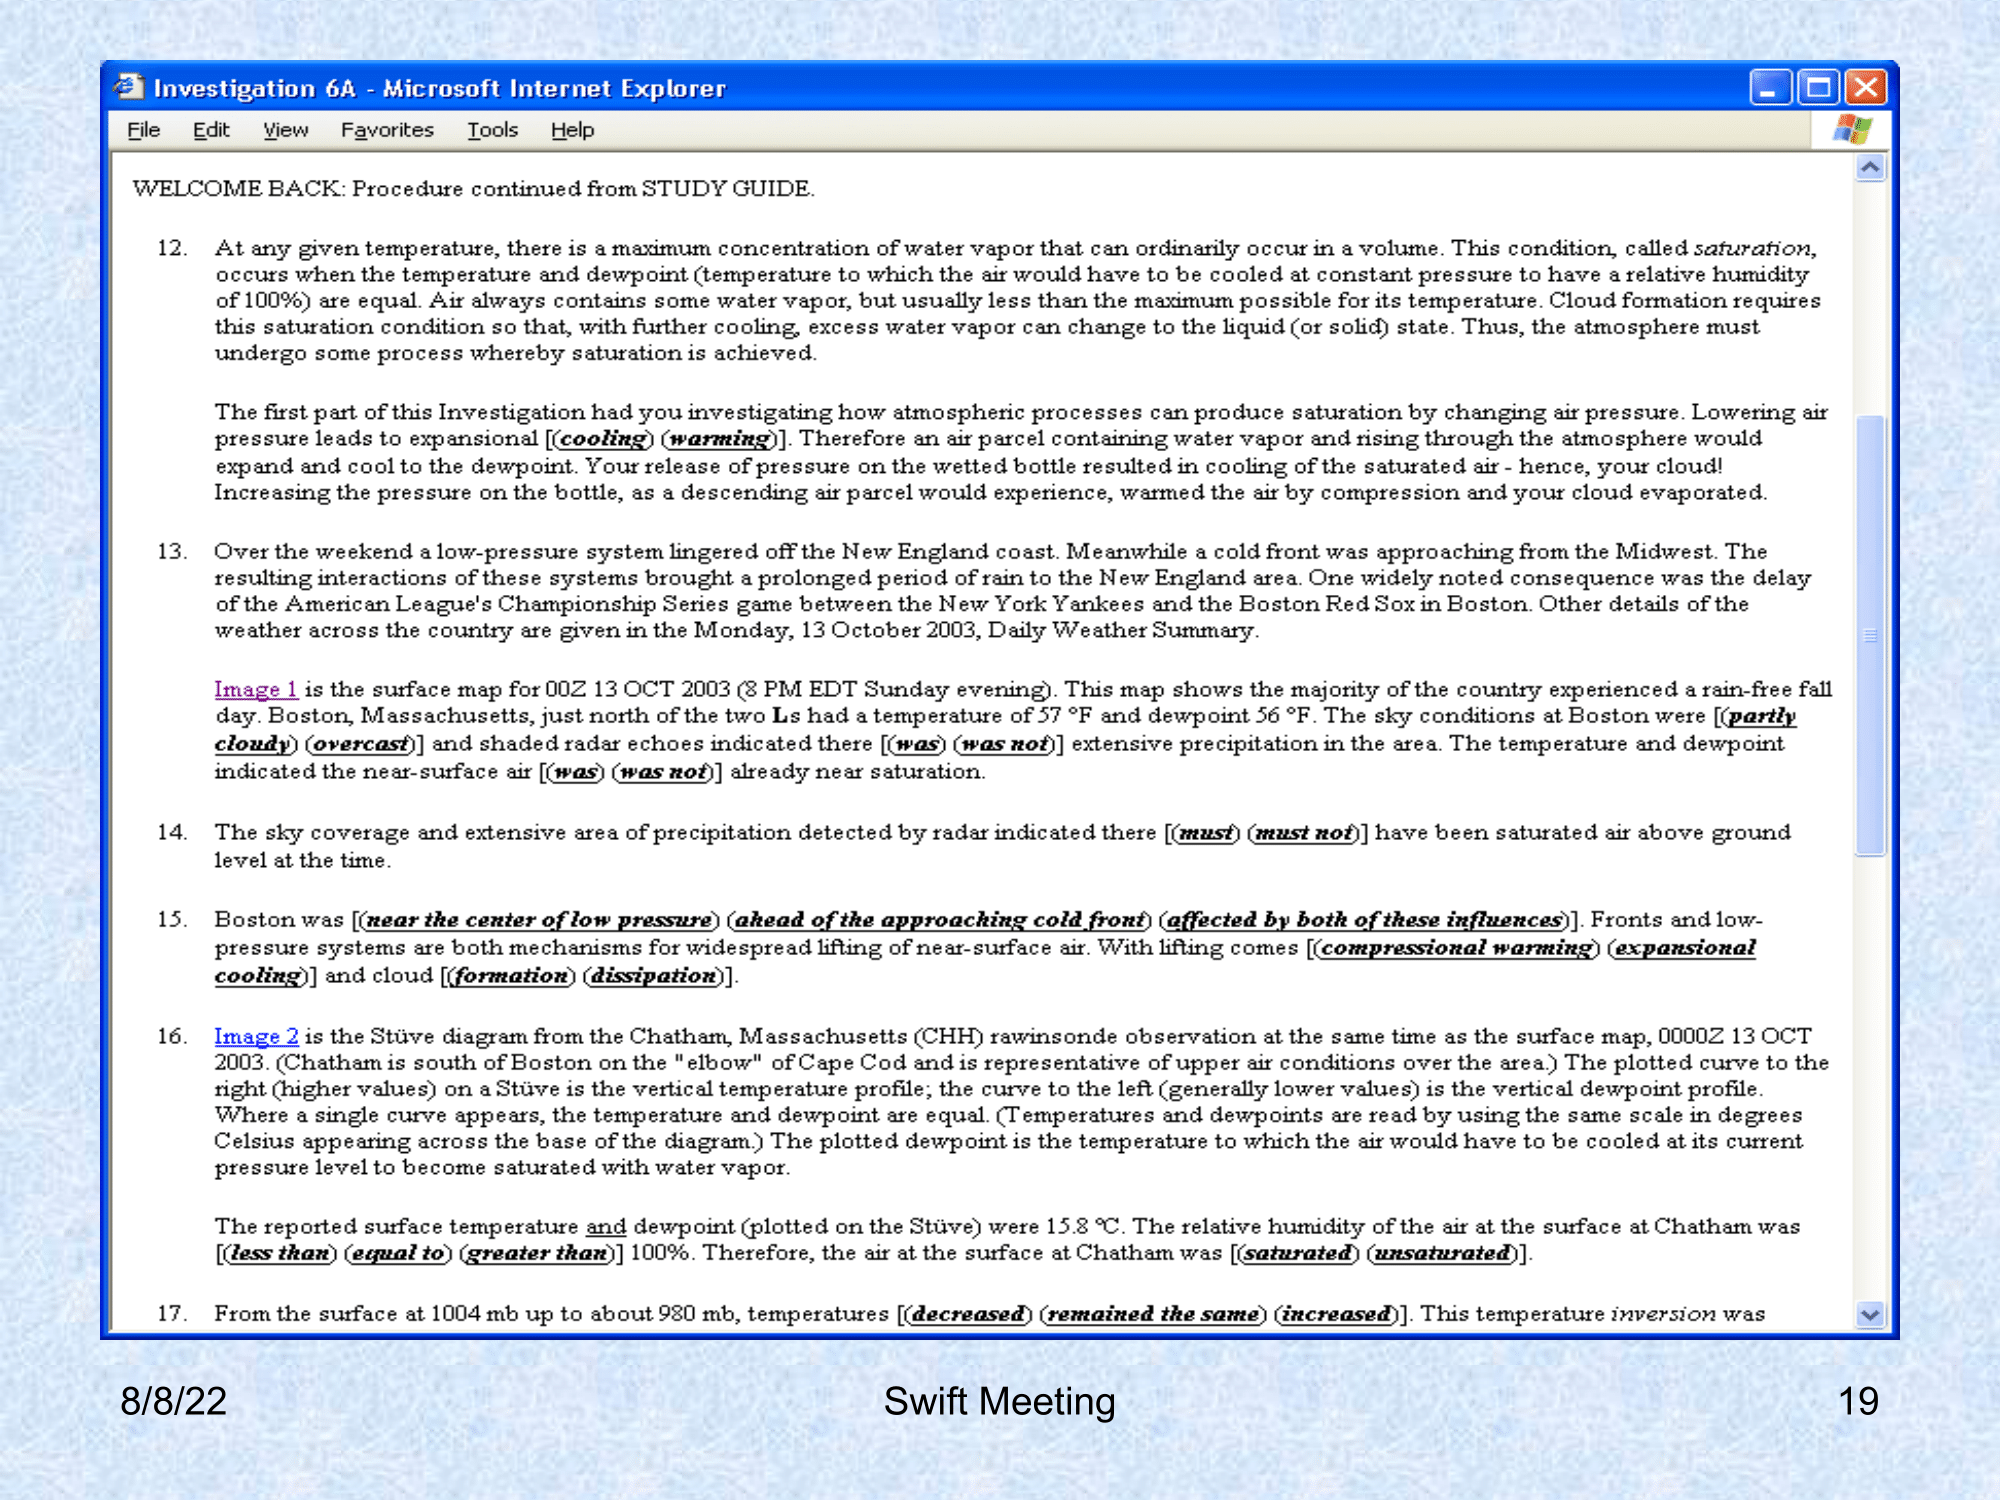 Investigation 6A - Microsoft Internet Explorer
File Edit View Favorites Tools Help
WELCOME BACK: Procedure continued from STUDY GUIDE.
12. At any given temperature, there is a maximum concentration of water vapor that can ordinarily occur in a volume. This condition, called saturation,
occurs when the temperature and dewpoint (temperature to which the air would have to be cooled at constant pressure to have a relative humidity
of 100%) are equal. Air always contains some water vapor, but usually less than the maximum possible for its temperature. Cloud formation requires
this saturation condition so that, with further cooling, excess water vapor can change to the liquid (or solid) state. Thus, the atmosphere must
undergo some process whereby saturation is achieved.
The first part of this Investigation had you investigating how atmospheric processes can produce saturation by changing air pressure. Lowering air
pressure leads to expansional [(cooling) (warming)]. Therefore an air parcel containing water vapor and rising through the atmosphere would
expand and cool to the dewpoint. Your release of pressure on the wetted bottle resulted in cooling of the saturated air - hence, your cloud!
Increasing the pressure on the bottle, as a descending air parcel would experience, warmed the air by compression and your cloud evaporated.
13. Over the weekend a low-pressure system lingered off the New England coast. Meanwhile a cold front was approaching from the Midwest. The
resulting interactions of these systems brought a prolonged period of rain to the New England area. One widely noted consequence was the delay
of the American League's Championship Series game between the New York Yankees and the Boston Red Sox in Boston. Other details of the
weather across the country are given in the Monday, 13 October 2003, Daily Weather Summary.
Image 1 is the surface map for 00Z 13 OCT 2003 (8 PM EDT Sunday evening). This map shows the majority of the country experienced a rain-free fall
day. Boston, Massachusetts, just north of the two Ls had a temperature of 57 °F and dewpoint 56 °F. The sky conditions at Boston were [(partly
cloudy) (overcast)] and shaded radar echoes indicated there [(was) (was not)] extensive precipitation in the area. The temperature and dewpoint
indicated the near-surface air [(was) (was not)] already near saturation.
14. The sky coverage and extensive area of precipitation detected by radar indicated there [(must) (must not)] have been saturated air above ground
level at the time.
15. Boston was [(near the center of low pressure) (ahead of the approaching cold front) (affected by both of these influences)]. Fronts and low-
pressure systems are both mechanisms for widespread lifting of near-surface air. With lifting comes [(compressional warming) (expansional
cooling)] and cloud [(formation) (dissipation)].
16. Image 2 is the Stüve diagram from the Chatham, Massachusetts (CHH) rawinsonde observation at the same time as the surface map, 0000Z 13 OCT
2003. (Chatham is south of Boston on the "elbow" of Cape Cod and is representative of upper air conditions over the area.) The plotted curve to the
right (higher values) on a Stüve is the vertical temperature profile; the curve to the left (generally lower values) is the vertical dewpoint profile.
Where a single curve appears, the temperature and dewpoint are equal. (Temperatures and dewpoints are read by using the same scale in degrees
Celsius appearing across the base of the diagram.) The plotted dewpoint is the temperature to which the air would have to be cooled at its current
pressure level to become saturated with water vapor.
The reported surface temperature and dewpoint (plotted on the Stüve) were 15.8 °C. The relative humidity of the air at the surface at Chatham was
[(less than) (equal to) (greater than)] 100%. Therefore, the air at the surface at Chatham was [(saturated) (unsaturated)].
17. From the surface at 1004 mb up to about 980 mb, temperatures [(decreased) (remained the same) (increased)]. This temperature inversion was
8/8/22 Swift Meeting 19